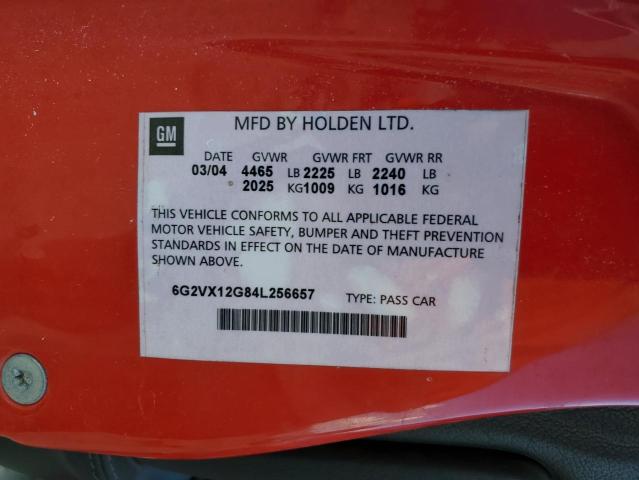 GM
MFD BY HOLDEN LTD.
DATE GVWR GVWR FRT GVWR RR
03/04 4465 LB 2225 LB 2240 LB
2025 KG 1009 KG 1016 KG
THIS VEHICLE CONFORMS TO ALL APPLICABLE FEDERAL
MOTOR VEHICLE SAFETY, BUMPER AND THEFT PREVENTION
STANDARDS IN EFFECT ON THE DATE OF MANUFACTURE
SHOWN ABOVE.
6G2VX12G84L256657 TYPE: PASS CAR